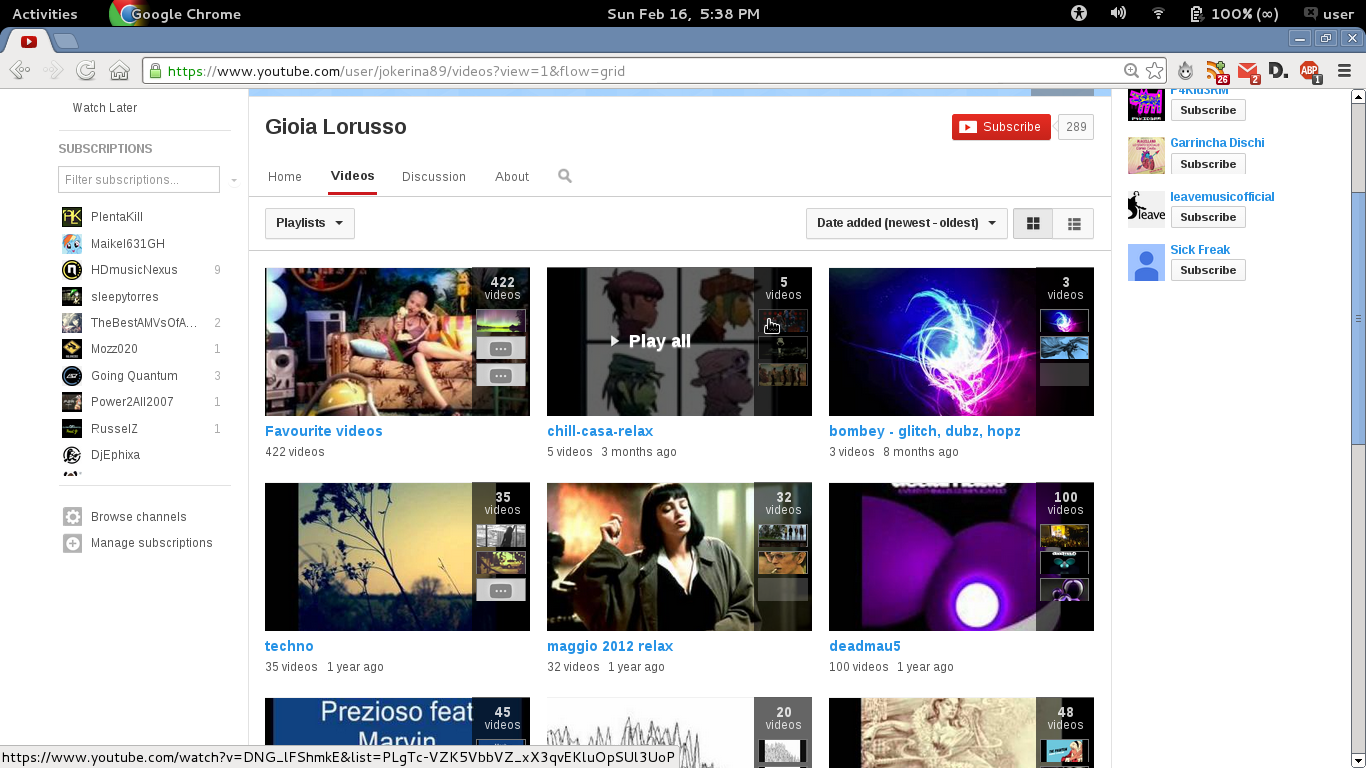 Activities
Google Chrome
Sun Feb 16, 5:38 PM
100% (∞)
user
https://www.youtube.com/user/jokerina89/videos?view=1&flow=grid
26
2
D.
ABP
1
Watch Later
SUBSCRIPTIONS
Filter subscriptions...
PlentaKill
Maikel631GH
HDmusicNexus 9
sleepytorres
TheBestAMVsOfA... 2
Mozz020 1
Going Quantum 3
Power2All2007 1
RusselZ 1
DjEphixa
Browse channels
Manage subscriptions
Gioia Lorusso
Subscribe 289
Home Videos Discussion About
Playlists
Date added (newest - oldest)
422
videos
Favourite videos
422 videos
5
videos
Play all
chill-casa-relax
5 videos 3 months ago
3
videos
bombey - glitch, dubz, hopz
3 videos 8 months ago
35
videos
techno
35 videos 1 year ago
32
videos
maggio 2012 relax
32 videos 1 year ago
100
videos
deadmau5
100 videos 1 year ago
Prezioso feat
Marvin
45
videos
20
videos
48
videos
Subscribe
Garrincha Dischi
Subscribe
leavemusicofficial
leave
Subscribe
Sick Freak
Subscribe
https://www.youtube.com/watch?v=DNG_lFShmkE&list=PLgTc-VZK5VbbVZ_xX3qvEKluOpSUl3UoP